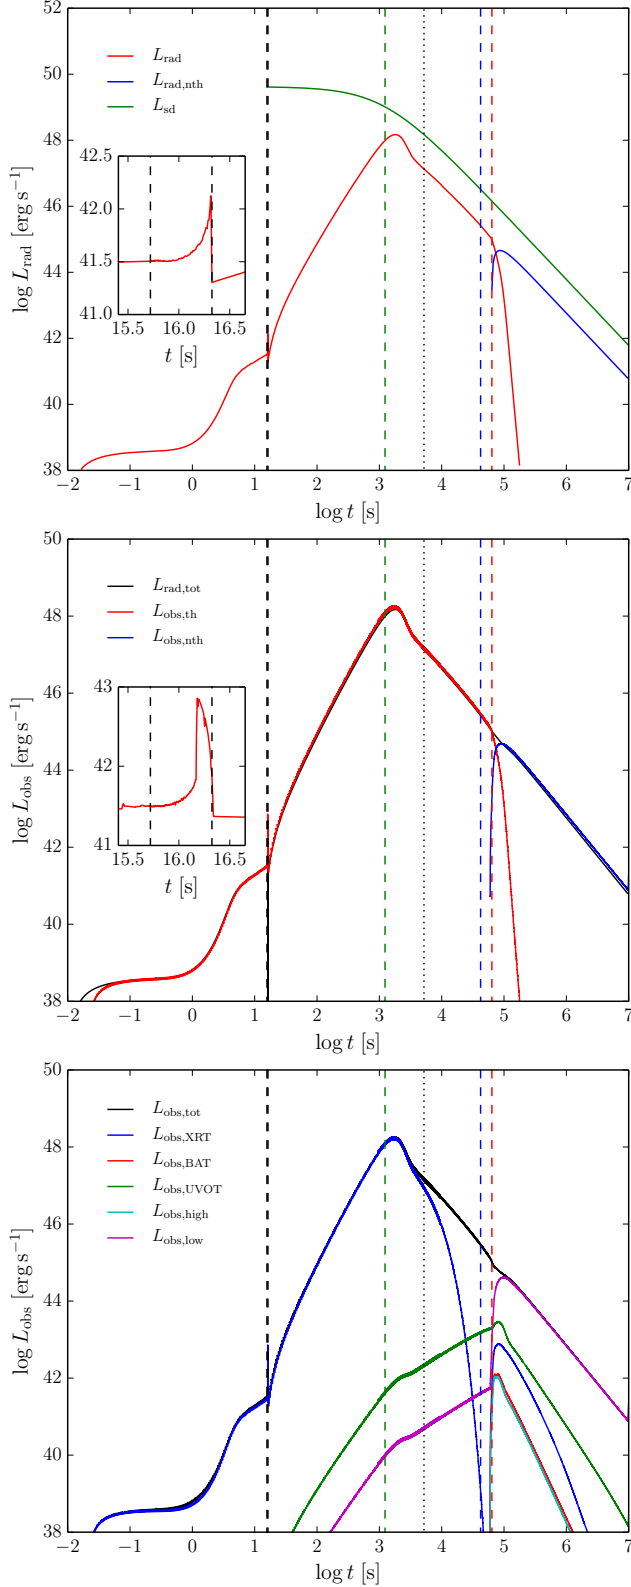 52
50
48
46
44
42
40
38
log L_rad [erg s^−1]
L_rad
L_rad,nth
L_sd
42.5
42.0
41.5
41.0
15.5 16.0 16.5
t [s]
−2 −1 0 1 2 3 4 5 6 7
log t [s]
50
48
46
44
42
40
38
log L_obs [erg s^−1]
L_rad,tot
L_obs,th
L_obs,nth
43
42
41
15.5 16.0 16.5
t [s]
−2 −1 0 1 2 3 4 5 6 7
log t [s]
50
48
46
44
42
40
38
log L_obs [erg s^−1]
L_obs,tot
L_obs,XRT
L_obs,BAT
L_obs,UVOT
L_obs,high
L_obs,low
−2 −1 0 1 2 3 4 5 6 7
log t [s]